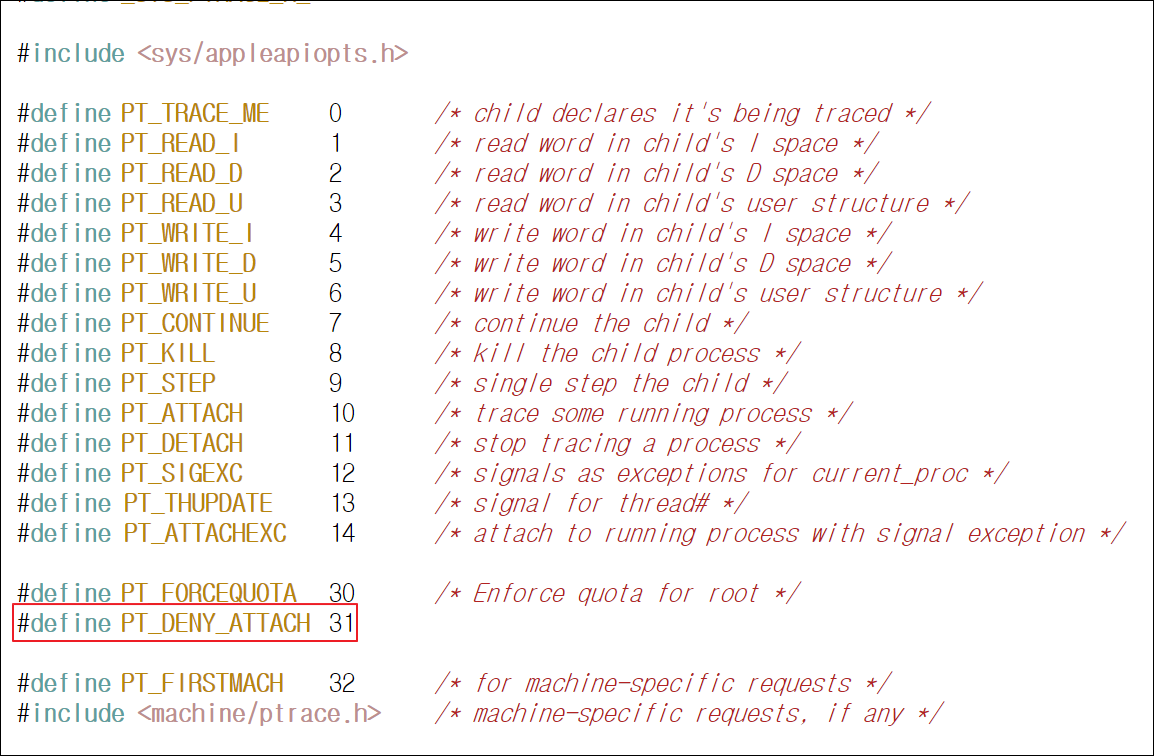 #include <sys/appleapiopts.h>
#define PT_TRACE_ME 0 /* child declares it's being traced */
#define PT_READ_I 1 /* read word in child's I space */
#define PT_READ_D 2 /* read word in child's D space */
#define PT_READ_U 3 /* read word in child's user structure */
#define PT_WRITE_I 4 /* write word in child's I space */
#define PT_WRITE_D 5 /* write word in child's D space */
#define PT_WRITE_U 6 /* write word in child's user structure */
#define PT_CONTINUE 7 /* continue the child */
#define PT_KILL 8 /* kill the child process */
#define PT_STEP 9 /* single step the child */
#define PT_ATTACH 10 /* trace some running process */
#define PT_DETACH 11 /* stop tracing a process */
#define PT_SIGEXC 12 /* signals as exceptions for current_proc */
#define PT_THUPDATE 13 /* signal for thread# */
#define PT_ATTACHEXC 14 /* attach to running process with signal exception */
#define PT_FORCEQUOTA 30 /* Enforce quota for root */
#define PT_DENY_ATTACH 31
#define PT_FIRSTMACH 32 /* for machine-specific requests */
#include <machine/ptrace.h> /* machine-specific requests, if any */